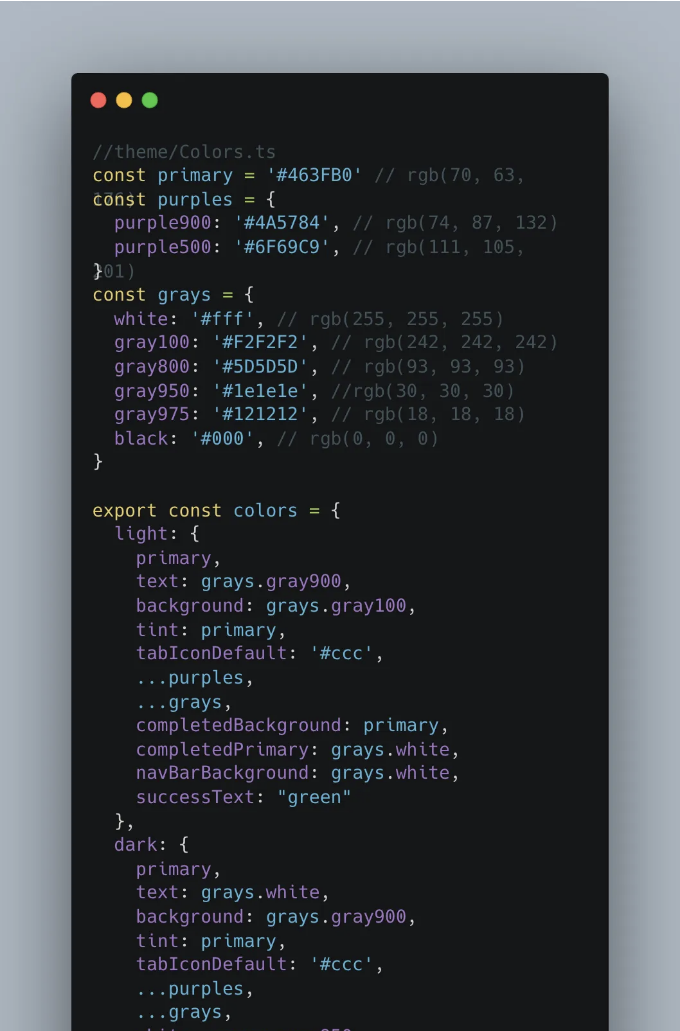 //theme/Colors.ts
const primary = '#463FB0' // rgb(70, 63,
const purples = {
  purple900: '#4A5784', // rgb(74, 87, 132)
  purple500: '#6F69C9', // rgb(111, 105,
}01)
const grays = {
  white: '#fff', // rgb(255, 255, 255)
  gray100: '#F2F2F2', // rgb(242, 242, 242)
  gray800: '#5D5D5D', // rgb(93, 93, 93)
  gray950: '#1e1e1e', //rgb(30, 30, 30)
  gray975: '#121212', // rgb(18, 18, 18)
  black: '#000', // rgb(0, 0, 0)
}
export const colors = {
  light: {
    primary,
    text: grays.gray900,
    background: grays.gray100,
    tint: primary,
    tabIconDefault: '#ccc',
    ...purples,
    ...grays,
    completedBackground: primary,
    completedPrimary: grays.white,
    navBarBackground: grays.white,
    successText: "green"
  },
  dark: {
    primary,
    text: grays.white,
    background: grays.gray900,
    tint: primary,
    tabIconDefault: '#ccc',
    ...purples,
    ...grays,